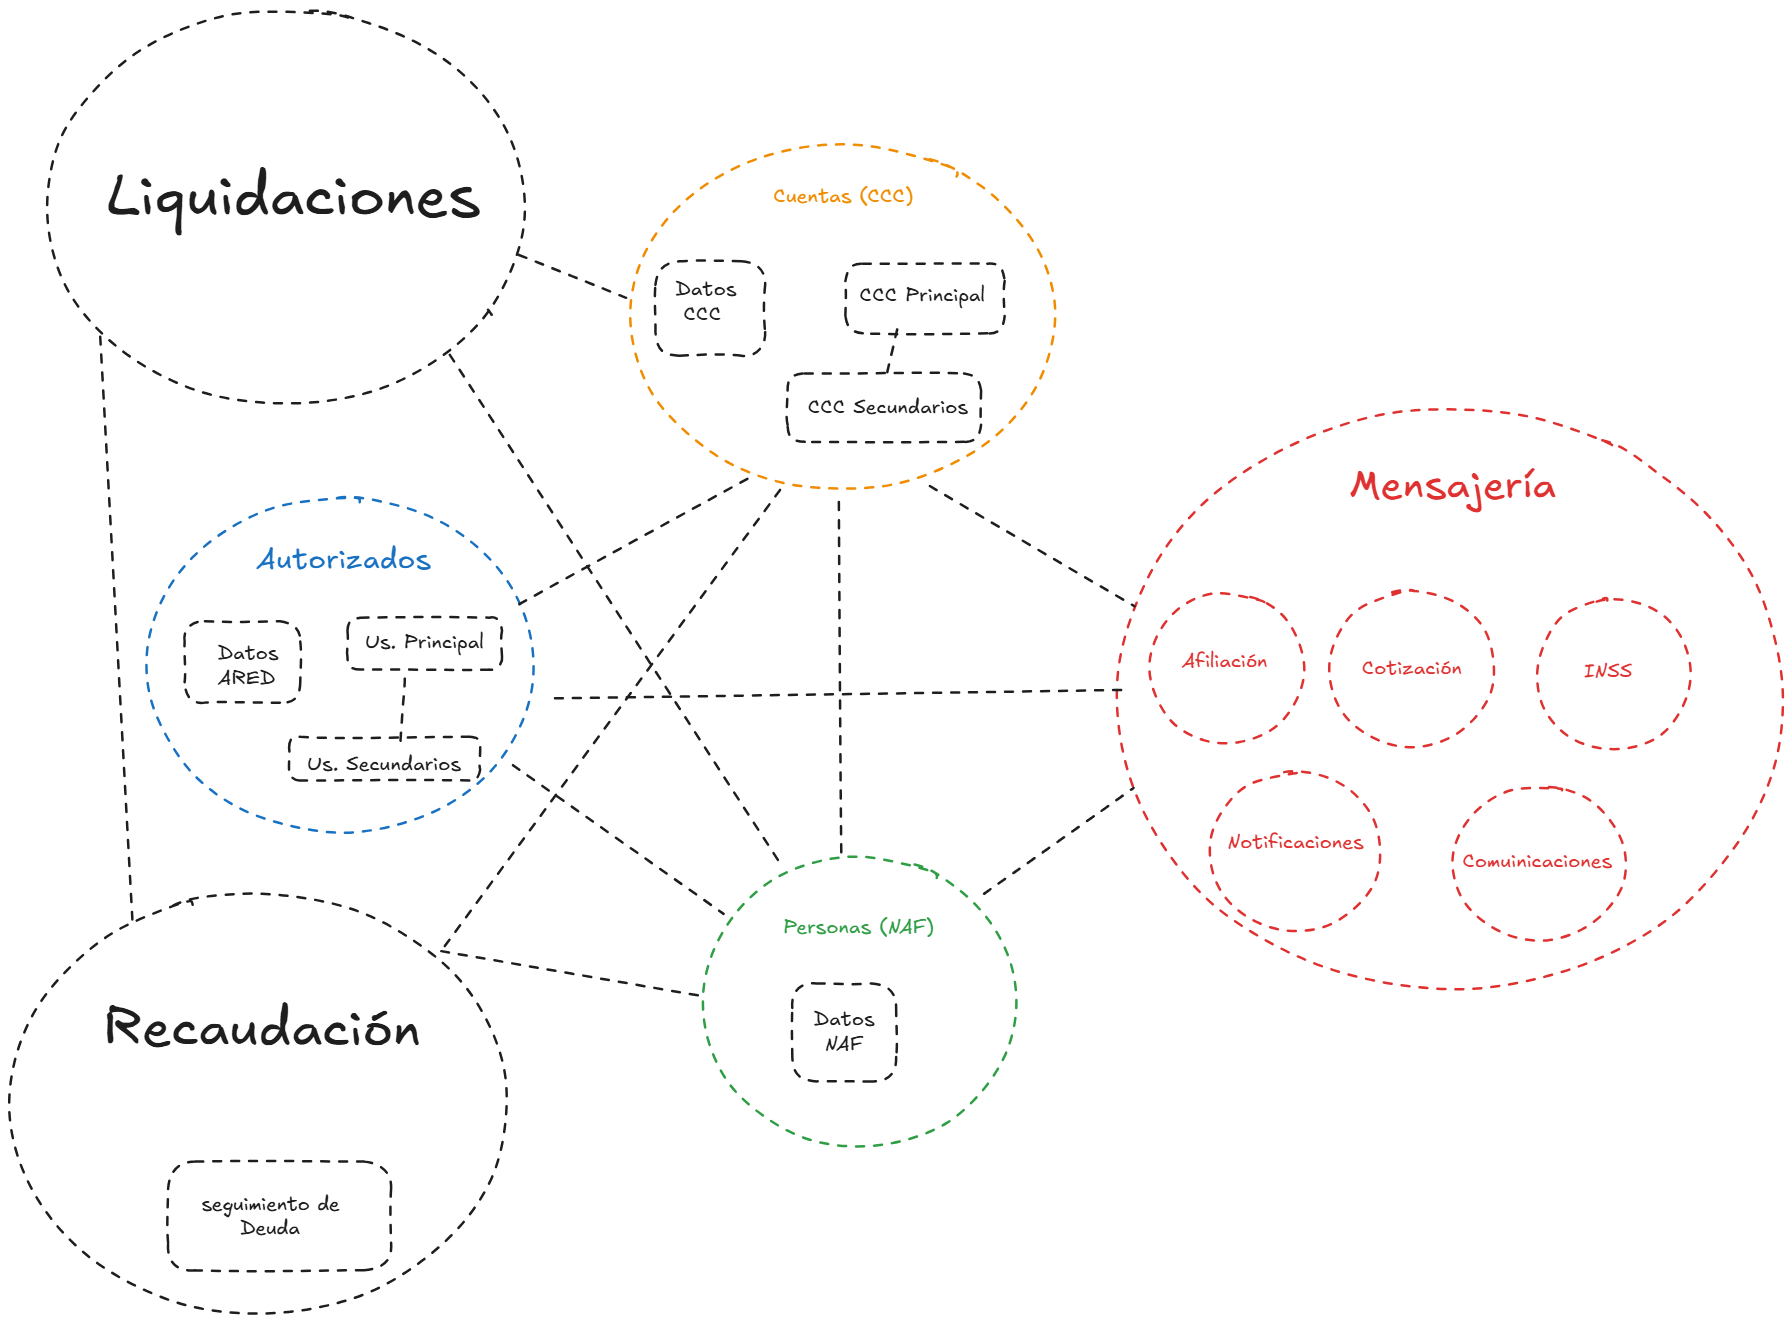 Liquidaciones
Cuentas (CCC)
Datos
CCC
CCC Principal
CCC Secundarios
Mensajería
Afiliación
Cotización
INSS
Notificaciones
Comuinicaciones
Autorizados
Datos
ARED
Us. Principal
Us. Secundarios
Personas (NAF)
Datos
NAF
Recaudación
seguimiento de
Deuda